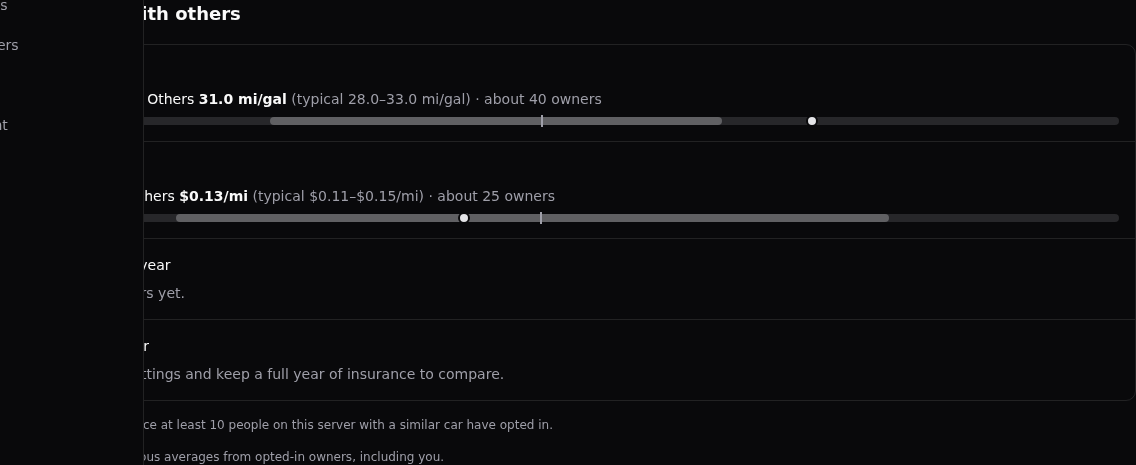 ith others
Others 31.0 mi/gal (typical 28.0–33.0 mi/gal) · about 40 owners
hers $0.13/mi (typical $0.11–$0.15/mi) · about 25 owners
year
rs yet.
r
ttings and keep a full year of insurance to compare.
ce at least 10 people on this server with a similar car have opted in.
ous averages from opted-in owners, including you.
s
ers
at